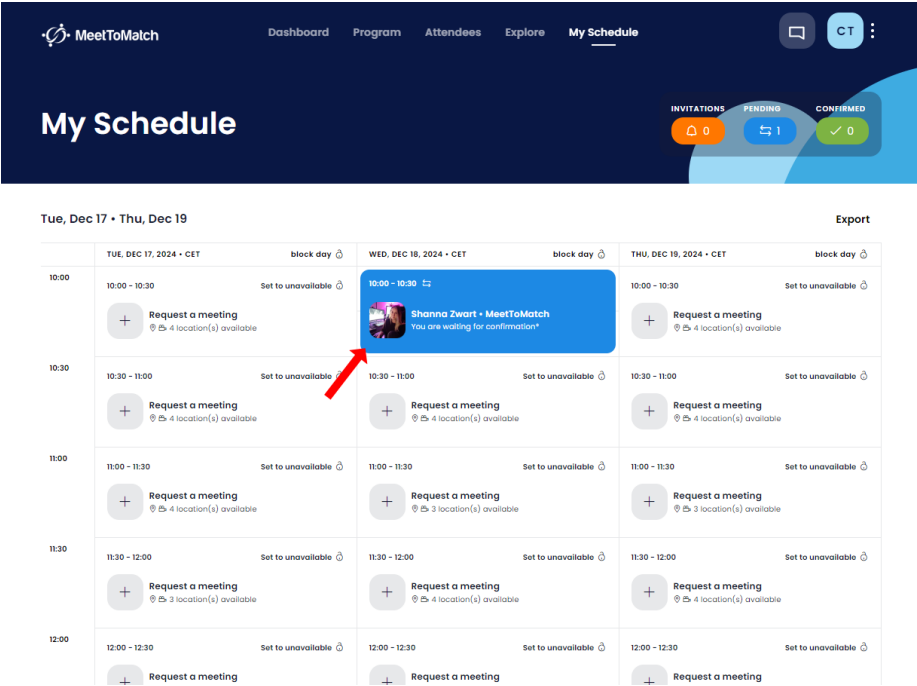 MeetToMatch
Dashboard Program Attendees Explore My Schedule
CT
My Schedule
INVITATIONS PENDING CONFIRMED
0 1 0
Tue, Dec 17 • Thu, Dec 19
Export
TUE, DEC 17, 2024 • CET block day WED, DEC 18, 2024 • CET block day THU, DEC 19, 2024 • CET block day
10:00
10:00 - 10:30 Set to unavailable
Request a meeting
4 location(s) available
10:00 - 10:30
Shanna Zwart • MeetToMatch
You are waiting for confirmation*
10:00 - 10:30 Set to unavailable
Request a meeting
4 location(s) available
10:30
10:30 - 11:00 Set to unavailable
Request a meeting
4 location(s) available
10:30 - 11:00 Set to unavailable
Request a meeting
4 location(s) available
10:30 - 11:00 Set to unavailable
Request a meeting
4 location(s) available
11:00
11:00 - 11:30 Set to unavailable
Request a meeting
4 location(s) available
11:00 - 11:30 Set to unavailable
Request a meeting
3 location(s) available
11:00 - 11:30 Set to unavailable
Request a meeting
3 location(s) available
11:30
11:30 - 12:00 Set to unavailable
Request a meeting
3 location(s) available
11:30 - 12:00 Set to unavailable
Request a meeting
4 location(s) available
11:30 - 12:00 Set to unavailable
Request a meeting
4 location(s) available
12:00
12:00 - 12:30 Set to unavailable
Request a meeting
12:00 - 12:30 Set to unavailable
Request a meeting
12:00 - 12:30 Set to unavailable
Request a meeting